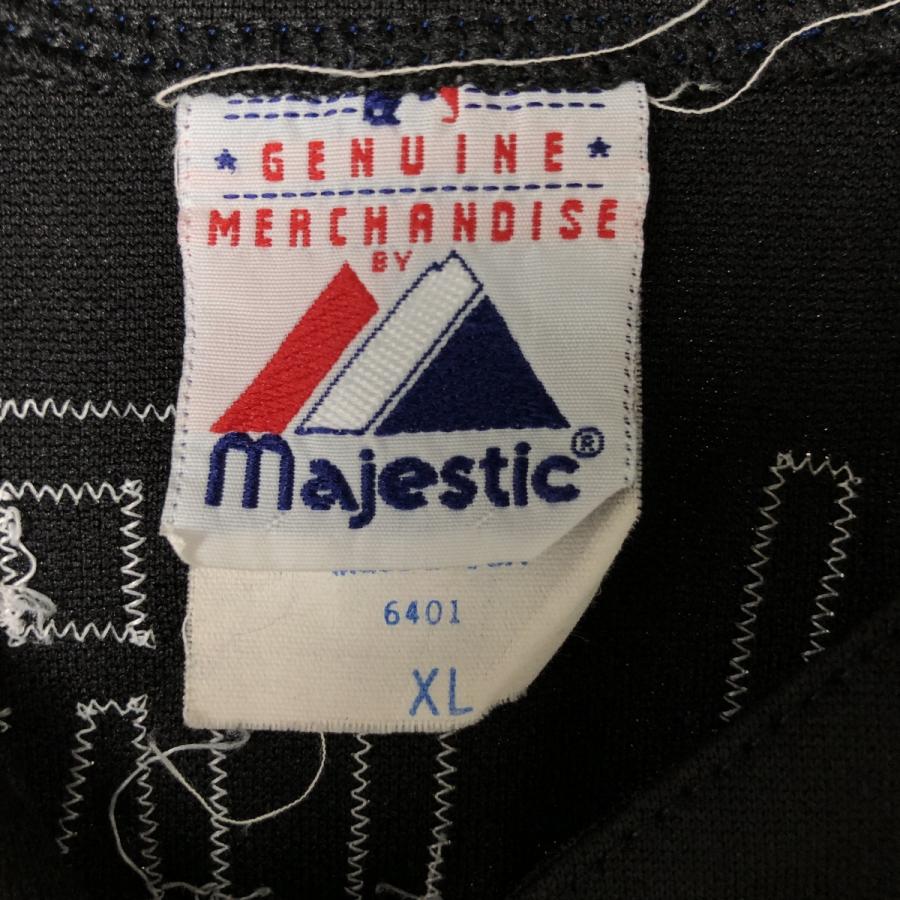 GENUINE
MERCHANDISE
BY
Majestic®
6401
XL